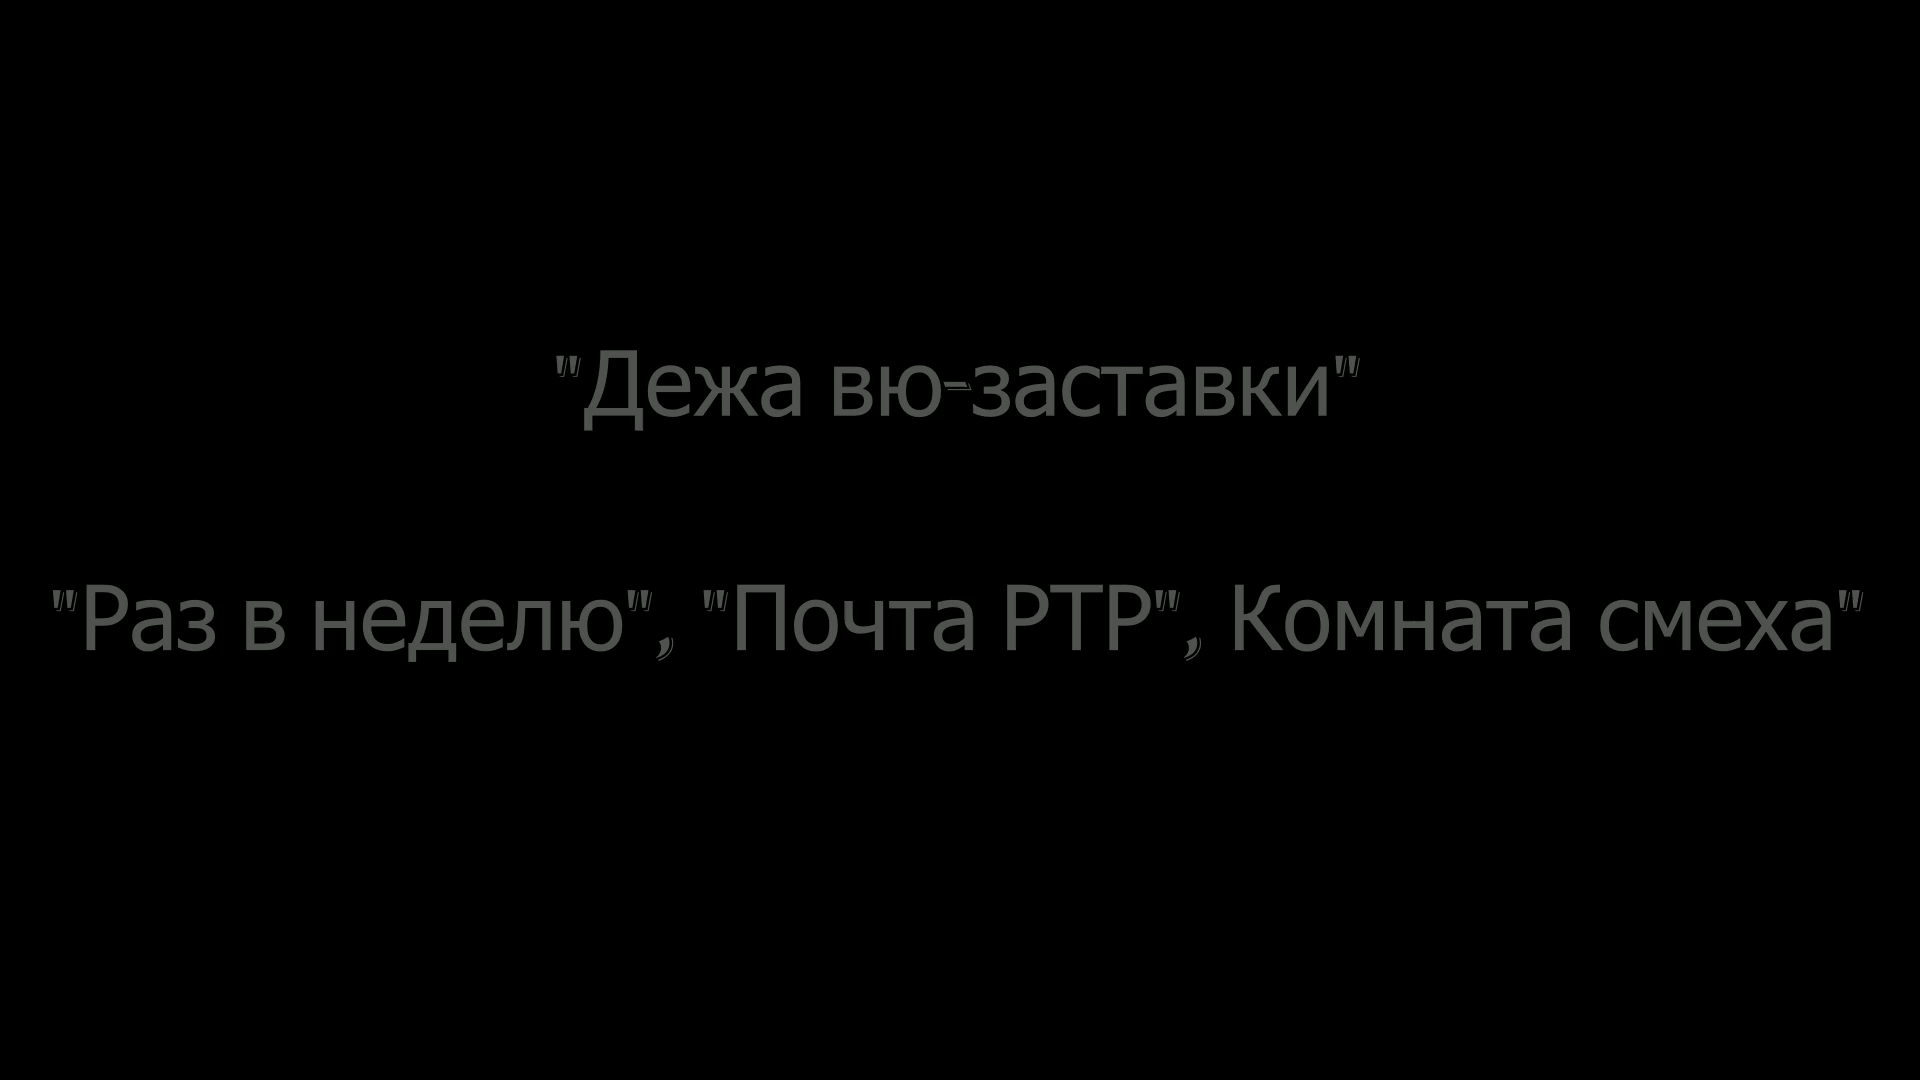 "Дежа вю-заставки"
"Раз в неделю", "Почта РТР", Комната смеха"